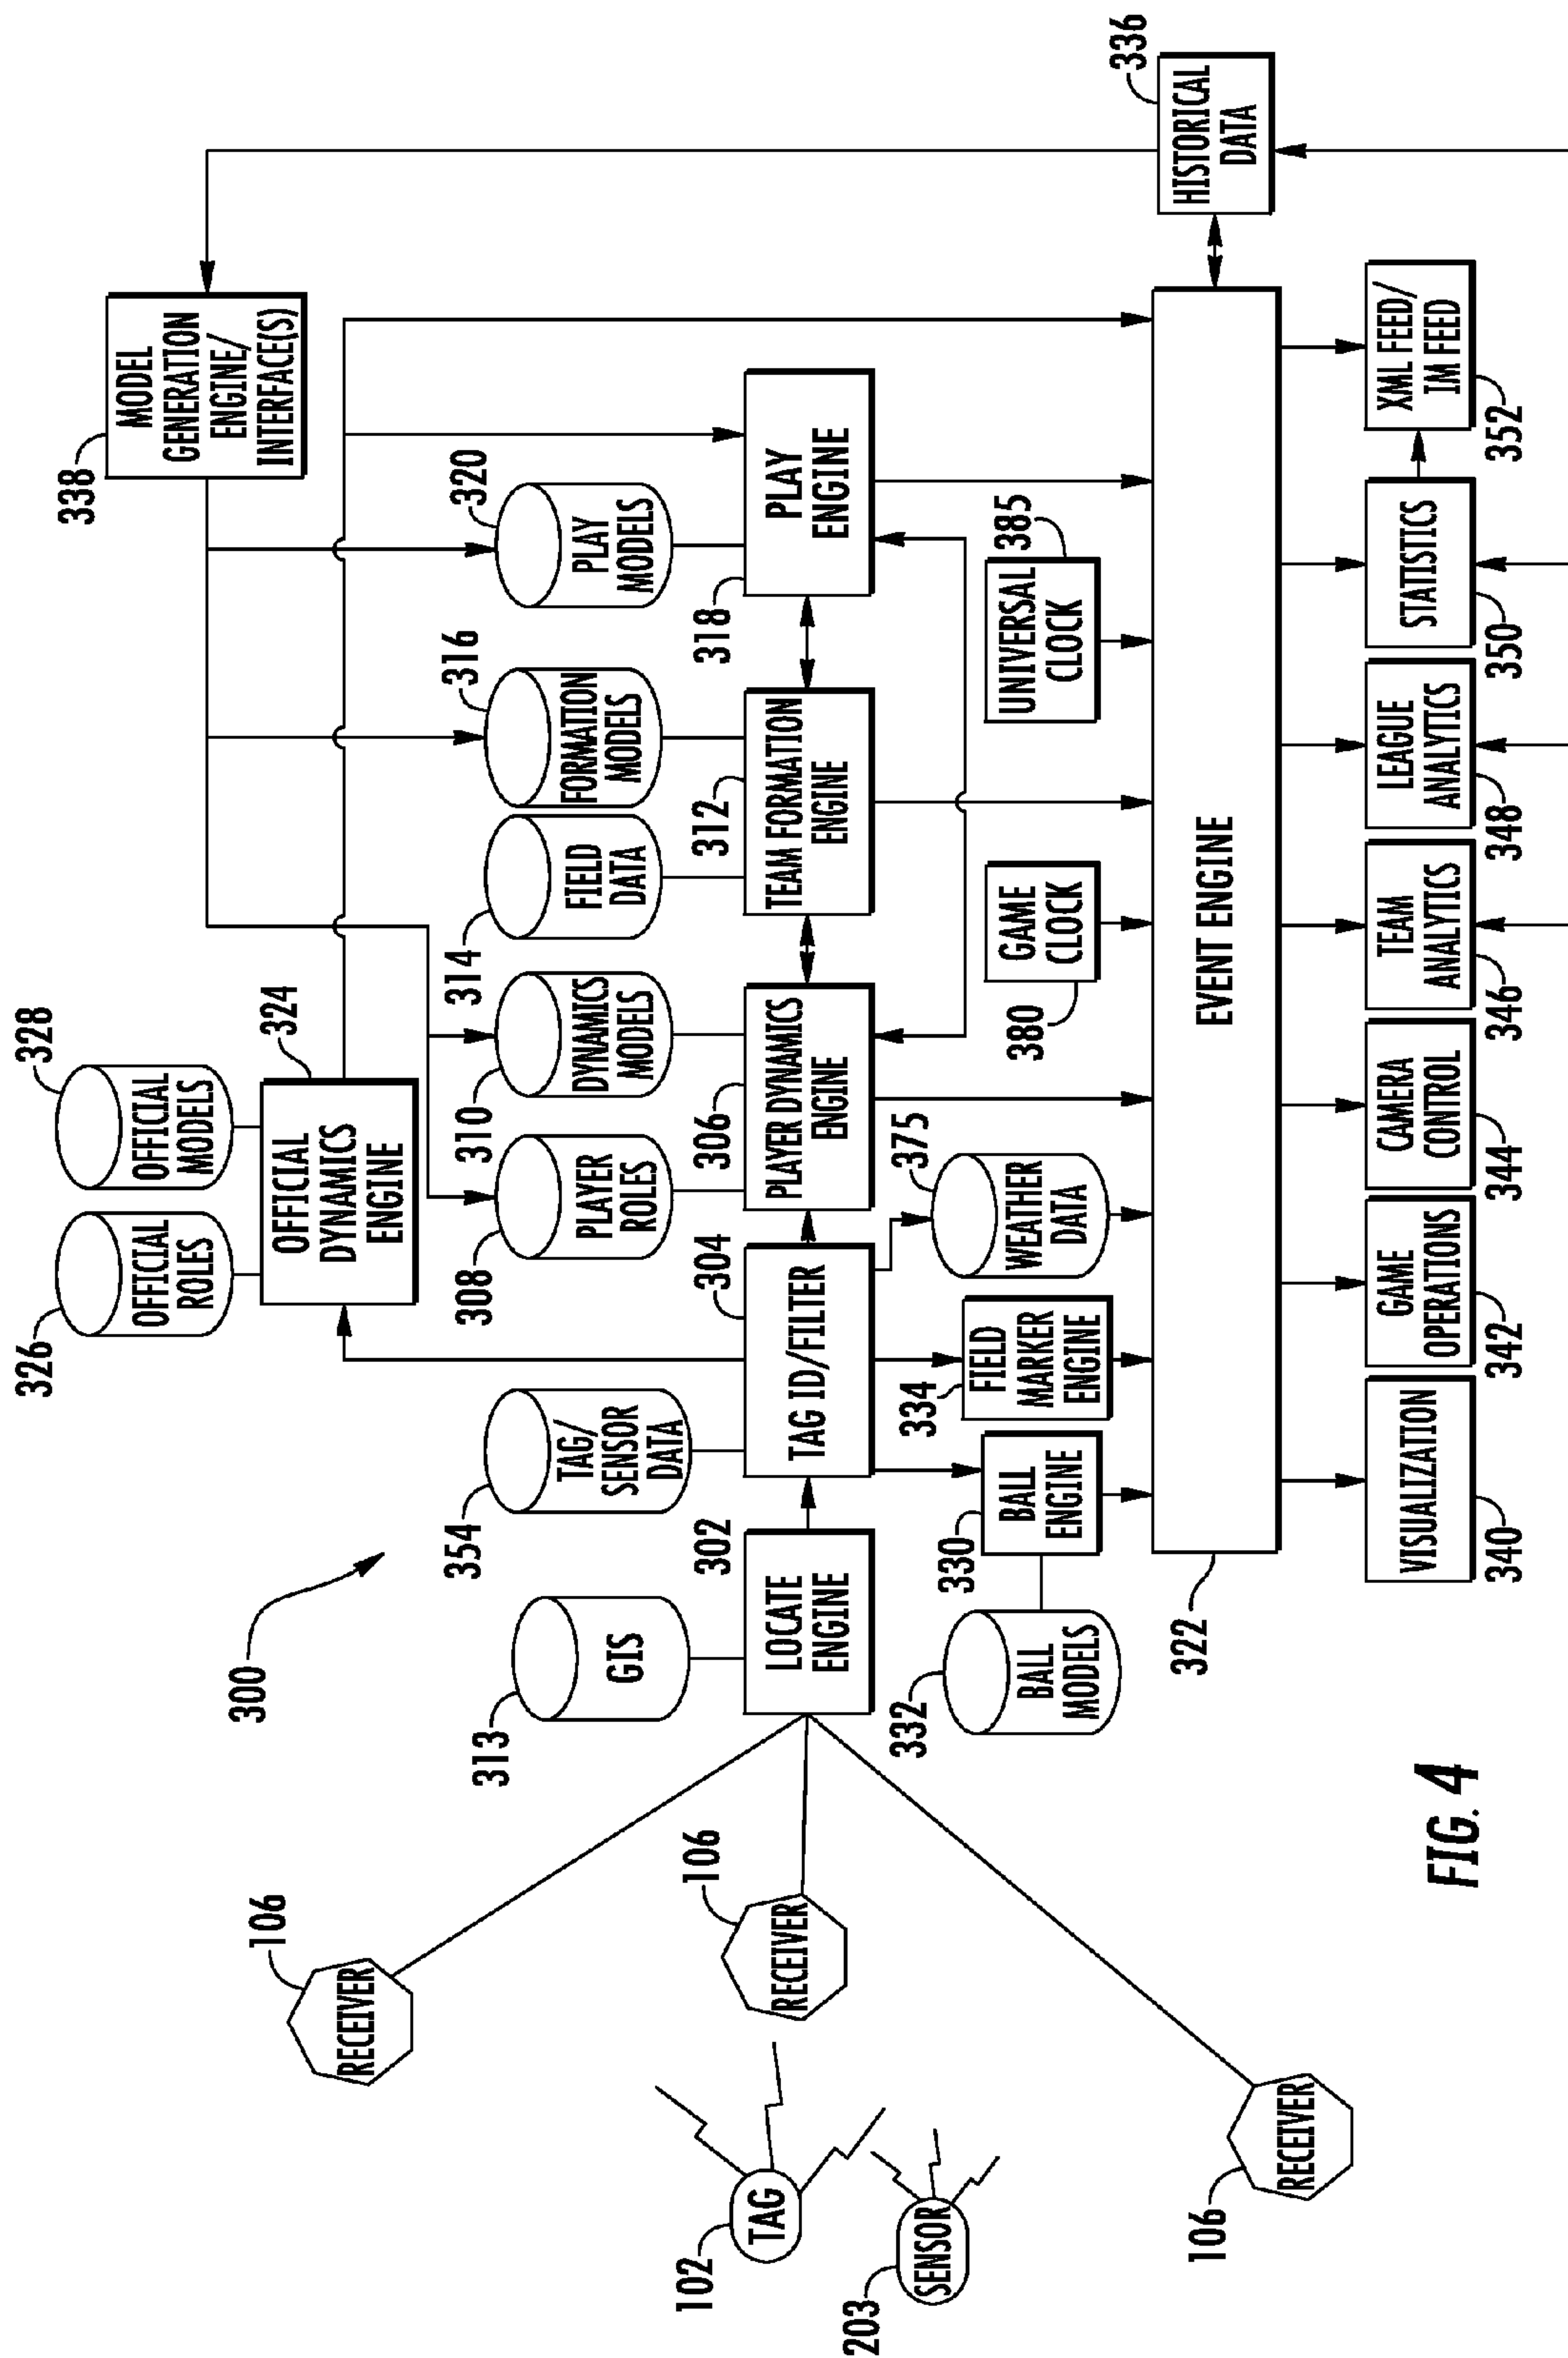 338
MODEL
GENERATION
ENGINE/
INTERFACE(S)
336
HISTORICAL
DATA
326
OFFICIAL
ROLES
328
OFFICIAL
MODELS
324
OFFICIAL
DYNAMICS
ENGINE
300
313
GIS
354
TAG/
SENSOR
DATA
308
PLAYER
ROLES
310
DYNAMICS
MODELS
314
FIELD
DATA
316
FORMATION
MODELS
320
PLAY
MODELS
302
LOCATE
ENGINE
304
TAG ID/FILTER
306
PLAYER DYNAMICS
ENGINE
312
TEAM FORMATION
ENGINE
318
PLAY
ENGINE
106
RECEIVER
106
RECEIVER
106
RECEIVER
102
TAG
203
SENSOR
332
BALL
MODELS
330
BALL
ENGINE
334
FIELD
MARKER
ENGINE
375
WEATHER
DATA
380
GAME
CLOCK
385
UNIVERSAL
CLOCK
322
EVENT ENGINE
VISUALIZATION
340
GAME
OPERATIONS
342
CAMERA
CONTROL
344
TEAM
ANALYTICS
346
LEAGUE
ANALYTICS
348
STATISTICS
350
XML FEED/
IM FEED
352
FIG. 4